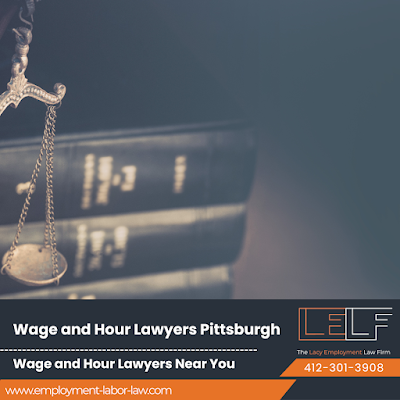 Wage and Hour Lawyers Pittsburgh
Wage and Hour Lawyers Near You
LELF
The Lacy Employment Law Firm
412-301-3908
www.employment-labor-law.com